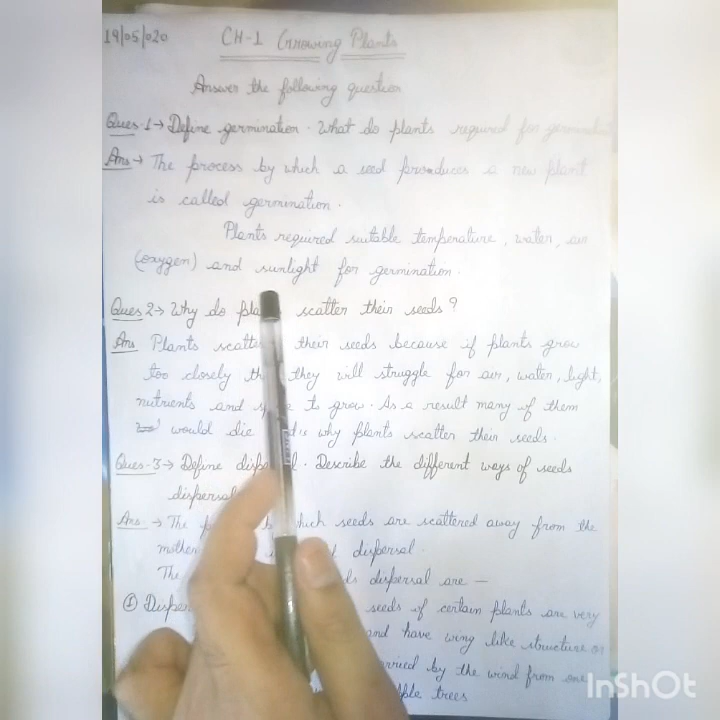 19/05/020
CH-1 Growing Plants
Answer the following question
Ques-1→ Define germination. What do plants required for germination
Ans→ The process by which a seed produces a new plant
is called germination.
Plants required suitable temperature, water, air
(oxygen) and sunlight for germination.
Ques 2→ Why do scatter their seeds?
Ans Plants their seeds because if plants grow
too closely they will struggle for air, water, light,
nutrients and to grow. As a result many of them
would die why plants scatter their seeds.
Ques-3→ Define . Describe the different ways of seeds
dispersal
Ans→ The which seeds are scattered away from the
dispersal.
The dispersal are —
① seeds of certain plants are very
and have wing like structure or
by the wind from one
trees
InShOt